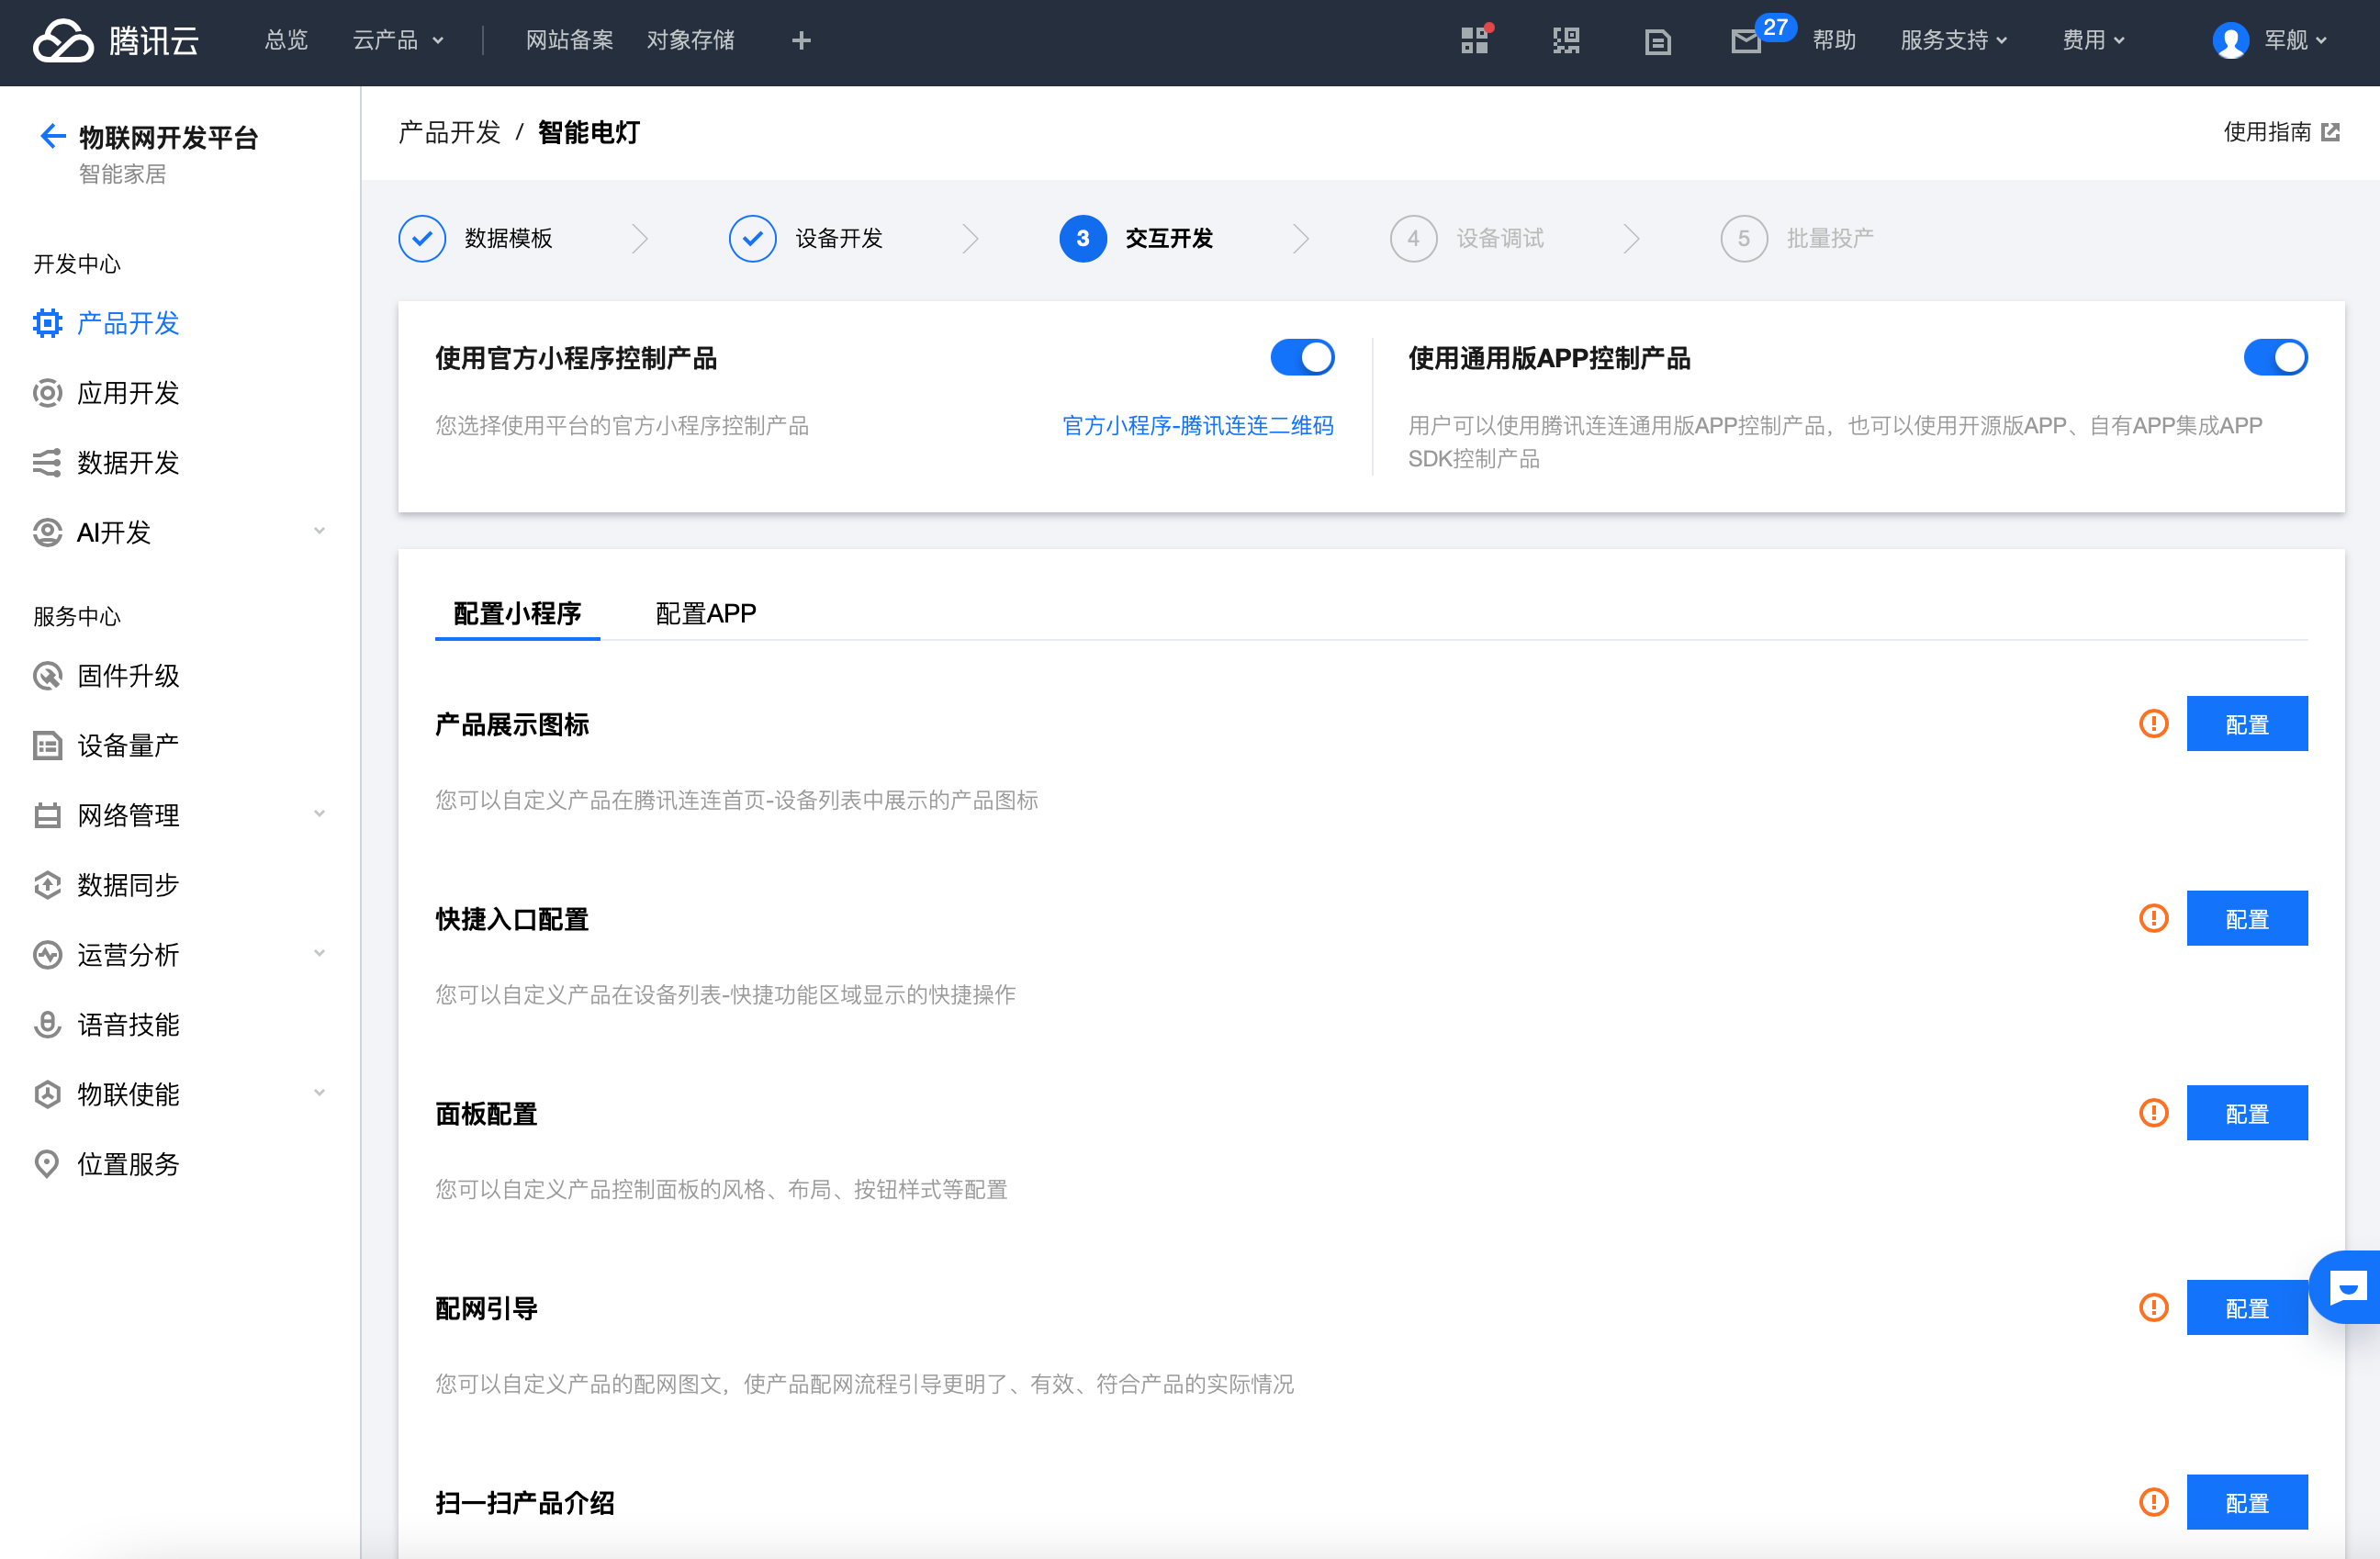 腾讯云 总览 云产品 网站备案 对象存储 27 帮助 服务支持 费用 军舰
物联网开发平台
智能家居
开发中心
产品开发
应用开发
数据开发
AI开发
服务中心
固件升级
设备量产
网络管理
数据同步
运营分析
语音技能
物联使能
位置服务
产品开发 / 智能电灯 使用指南
数据模板 设备开发 3 交互开发 4 设备调试 5 批量投产
使用官方小程序控制产品
您选择使用平台的官方小程序控制产品 官方小程序-腾讯连连二维码
使用通用版APP控制产品
用户可以使用腾讯连连通用版APP控制产品，也可以使用开源版APP、自有APP集成APP
SDK控制产品
配置小程序 配置APP
产品展示图标 配置
您可以自定义产品在腾讯连连首页-设备列表中展示的产品图标
快捷入口配置 配置
您可以自定义产品在设备列表-快捷功能区域显示的快捷操作
面板配置 配置
您可以自定义产品控制面板的风格、布局、按钮样式等配置
配网引导 配置
您可以自定义产品的配网图文，使产品配网流程引导更明了、有效、符合产品的实际情况
扫一扫产品介绍 配置